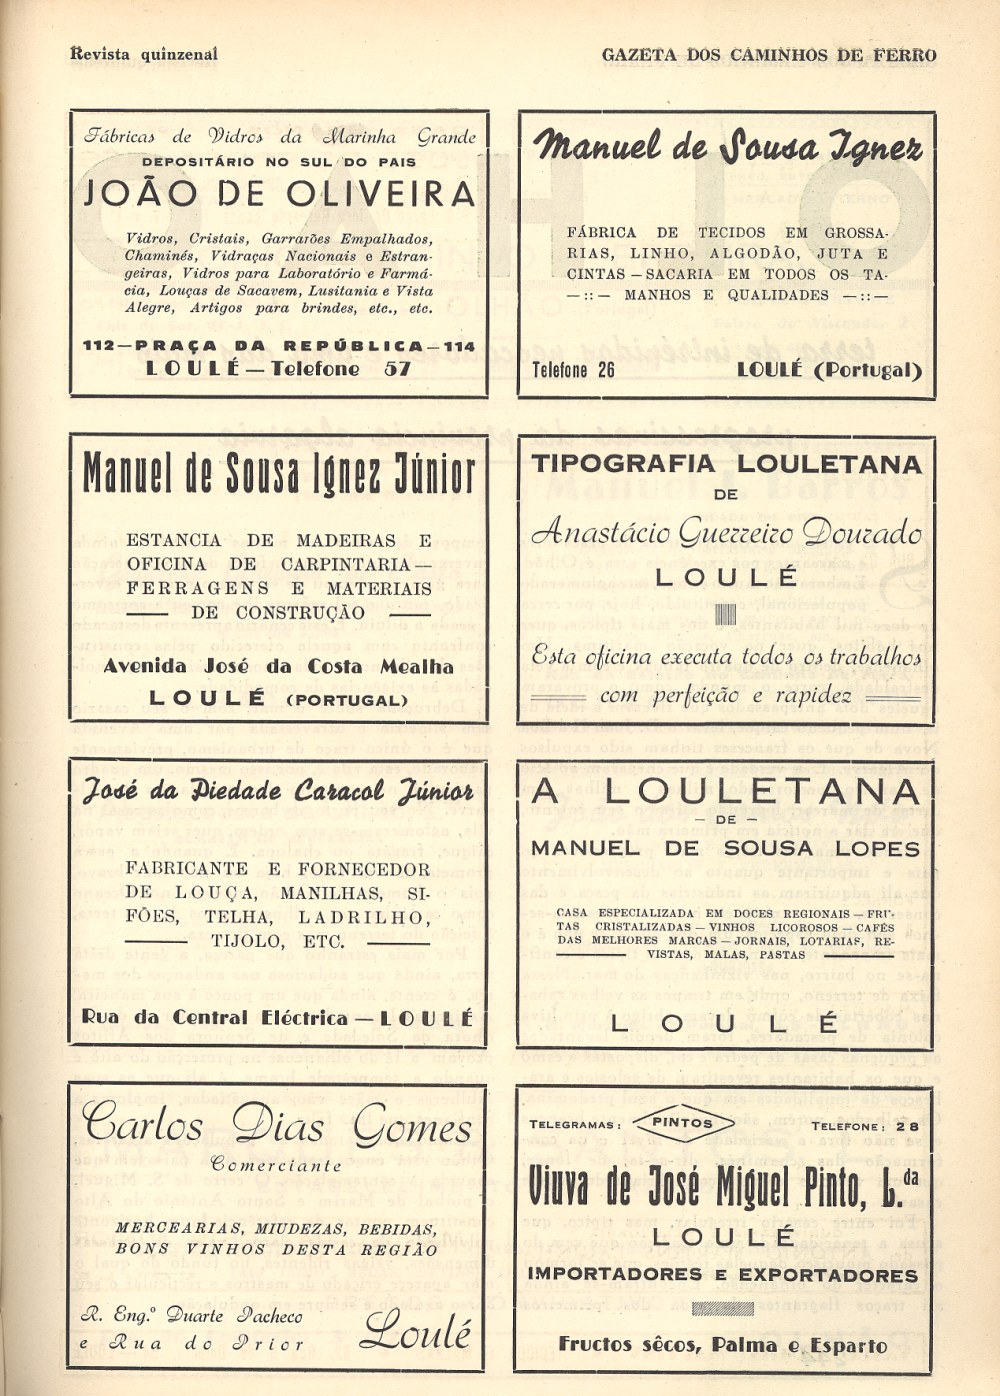 Revista quinzenal
GAZETA DOS CAMINHOS DE FERRO
Fábricas de Vidros da Marinha Grande
DEPOSITÁRIO NO SUL DO PAIS
JOÃO DE OLIVEIRA
Vidros, Cristais, Garrafões Empalhados,
Chaminés, Vidraças Nacionais e Estran-
geiras, Vidros para Laboratório e Farmá-
cia, Louças de Sacavem, Lusitania e Vista
Alegre, Artigos para brindes, etc., etc.
112—PRAÇA DA REPÚBLICA—114
LOULÉ — Telefone 57
Manuel de Sousa Ignez
FÁBRICA DE TECIDOS EM GROSSA-
RIAS, LINHO, ALGODÃO, JUTA E
CINTAS — SACARIA EM TODOS OS TA-
—::— MANHOS E QUALIDADES —::—
Telefone 26 LOULÉ (Portugal)
Manuel de Sousa Ignez Júnior
ESTANCIA DE MADEIRAS E
OFICINA DE CARPINTARIA —
FERRAGENS E MATERIAIS
DE CONSTRUÇÃO
Avenida José da Costa Mealha
LOULÉ (PORTUGAL)
TIPOGRAFIA LOULETANA
DE
Anastácio Guerreiro Dourado
LOULÉ
Esta oficina executa todos os trabalhos
com perfeição e rapidez
José da Piedade Caracol Júnior
FABRICANTE E FORNECEDOR
DE LOUÇA, MANILHAS, SI-
FÕES, TELHA, LADRILHO,
TIJOLO, ETC.
Rua da Central Eléctrica — LOULÉ
A LOULETANA
— DE —
MANUEL DE SOUSA LOPES
CASA ESPECIALIZADA EM DOCES REGIONAIS — FRU-
TAS CRISTALIZADAS — VINHOS LICOROSOS — CAFÉS
DAS MELHORES MARCAS — JORNAIS, LOTARIAS, RE-
VISTAS, MALAS, PASTAS
LOULÉ
Carlos Dias Gomes
Comerciante
MERCEARIAS, MIUDEZAS, BEBIDAS,
BONS VINHOS DESTA REGIÃO
R. Eng.º Duarte Pacheco
e Rua do Prior Loulé
TELEGRAMAS: PINTOS TELEFONE: 28
Viuva de José Miguel Pinto, L.da
LOULÉ
IMPORTADORES E EXPORTADORES
Fructos sêcos, Palma e Esparto